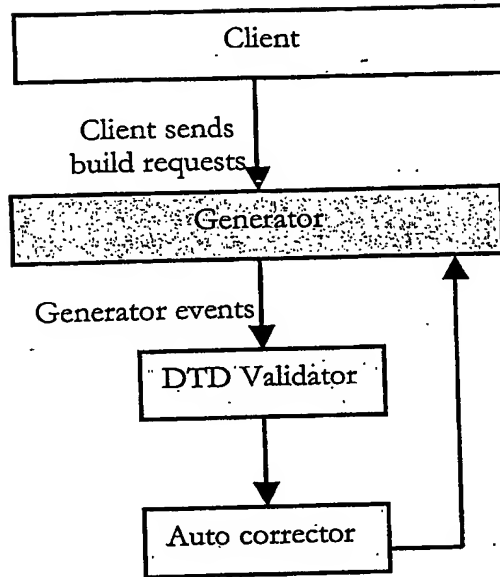 Client
Client sends
build requests
Generator
Generator events
DTD Validator
Auto corrector